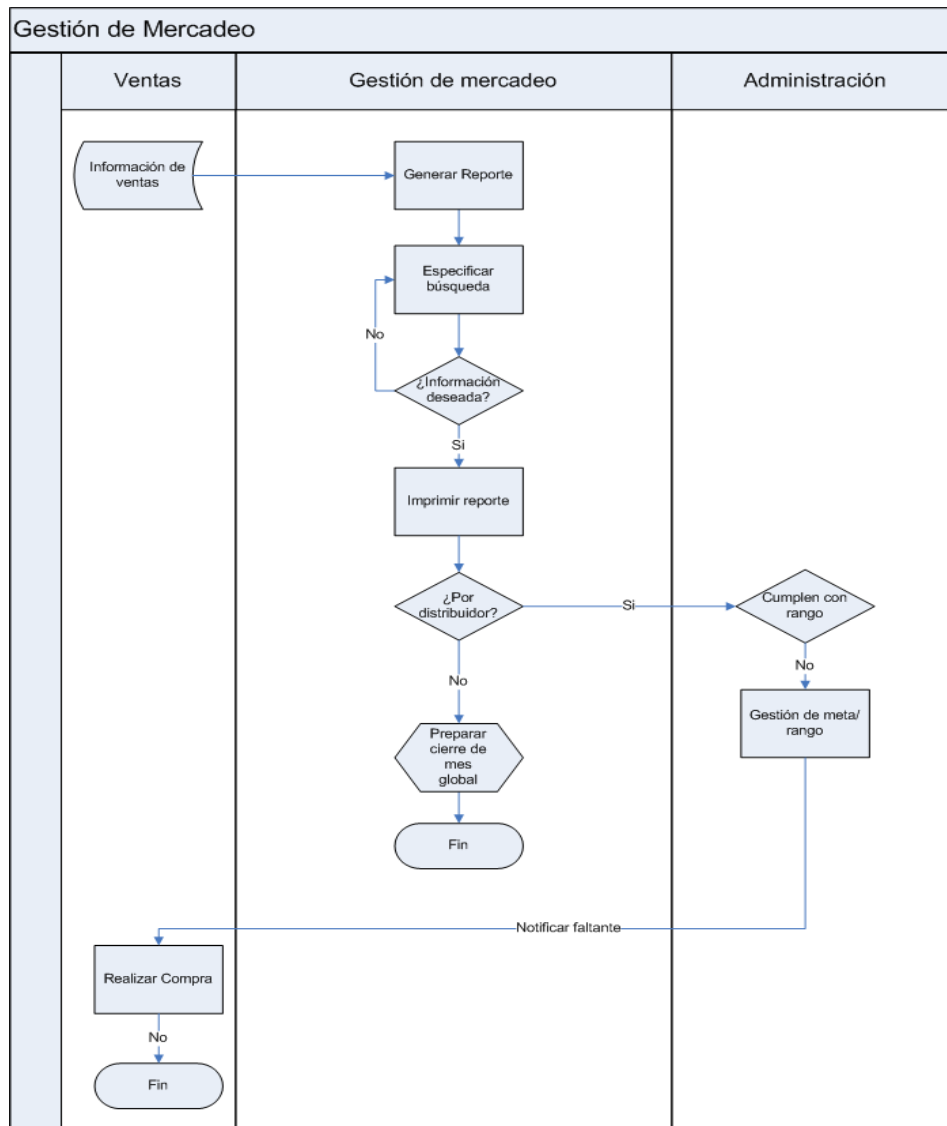 Gestión de Mercadeo
Ventas
Gestión de mercadeo
Administración
Información de
ventas
Generar Reporte
Especificar
búsqueda
No
¿Información
deseada?
Si
Imprimir reporte
¿Por
distribuidor?
Si
Cumplen con
rango
No
No
Gestión de meta/
rango
Preparar
cierre de
mes
global
Fin
Notificar faltante
Realizar Compra
No
Fin